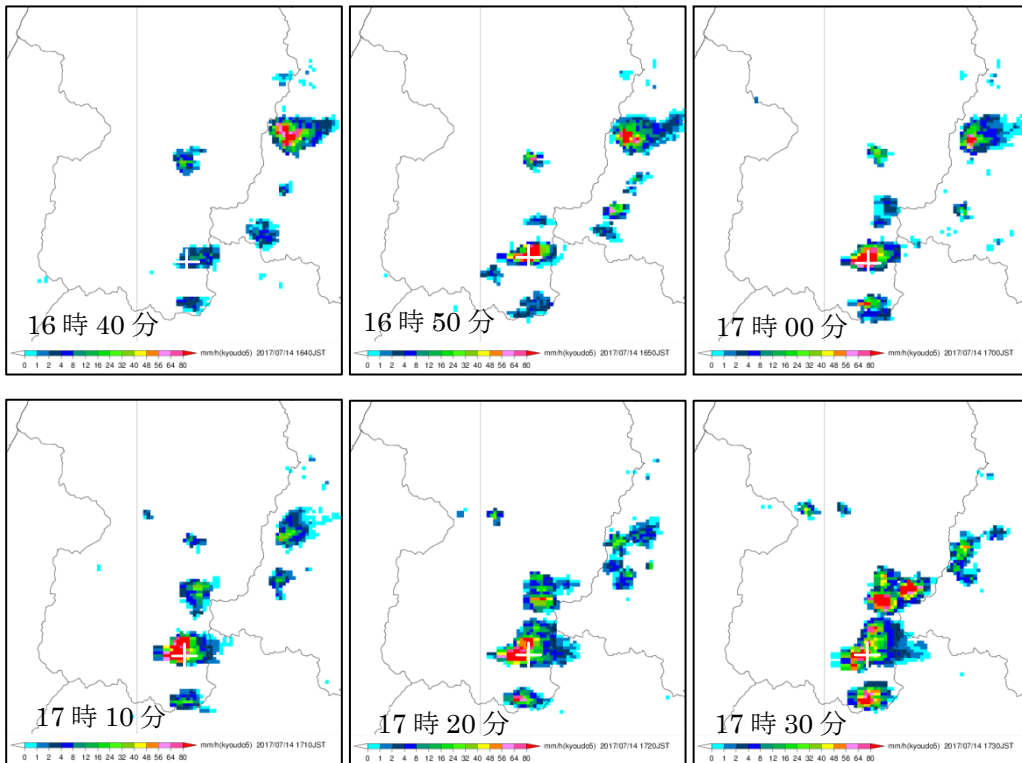 16時40分
0 1 2 4 8 12 16 24 32 40 48 56 64 80 mm/h(kyoudo5) 2017/07/14 1640JST
16時50分
0 1 2 4 8 12 16 24 32 40 48 56 64 80 mm/h(kyoudo5) 2017/07/14 1650JST
17時00分
0 1 2 4 8 12 16 24 32 40 48 56 64 80 mm/h(kyoudo5) 2017/07/14 1700JST
17時10分
0 1 2 4 8 12 16 24 32 40 48 56 64 80 mm/h(kyoudo5) 2017/07/14 1710JST
17時20分
0 1 2 4 8 12 16 24 32 40 48 56 64 80 mm/h(kyoudo5) 2017/07/14 1720JST
17時30分
0 1 2 4 8 12 16 24 32 40 48 56 64 80 mm/h(kyoudo5) 2017/07/14 1730JST